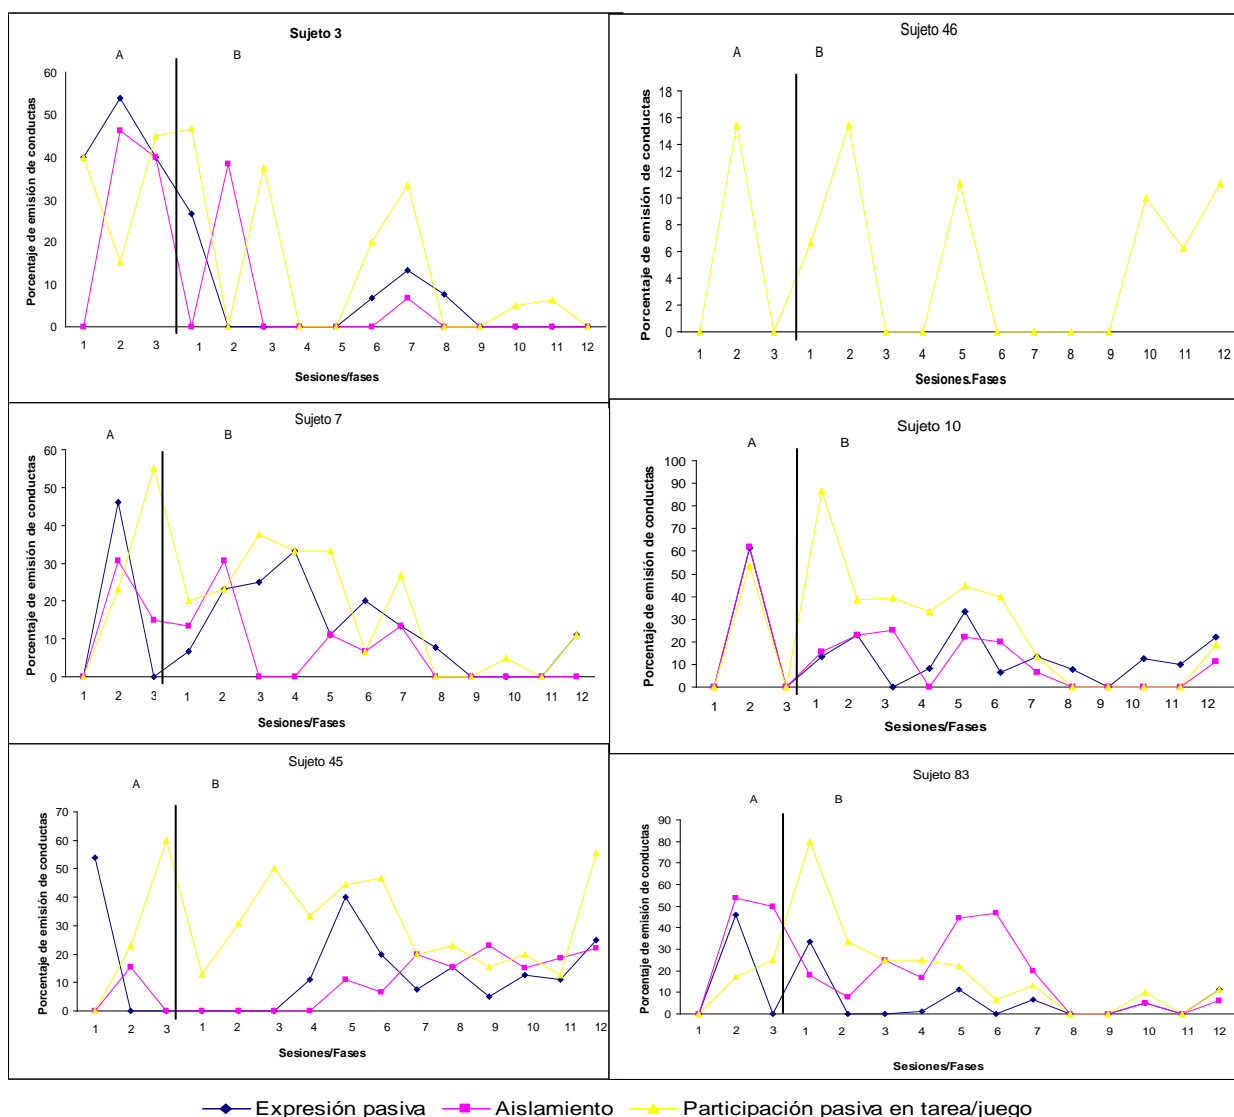 Sujeto 3
A B
Porcentaje de emisión de conductas
60
50
40
30
20
10
0
1 2 3 1 2 3 4 5 6 7 8 9 10 11 12
Sesiones/fases
Sujeto 46
A B
Porcentaje de emisión de conductas
18
16
14
12
10
8
6
4
2
0
1 2 3 1 2 3 4 5 6 7 8 9 10 11 12
Sesiones.Fases
Sujeto 7
A B
Porcentaje de emisión de conductas
60
50
40
30
20
10
0
1 2 3 1 2 3 4 5 6 7 8 9 10 11 12
Sesiones/Fases
Sujeto 10
A B
Porcentaje de emisión de conductas
100
90
80
70
60
50
40
30
20
10
0
1 2 3 1 2 3 4 5 6 7 8 9 10 11 12
Sesiones/Fases
Sujeto 45
A B
Porcentaje de emisión de conductas
70
60
50
40
30
20
10
0
1 2 3 1 2 3 4 5 6 7 8 9 10 11 12
Sesiones/Fases
Sujeto 83
A B
Porcentaje de emisión de conductas
90
80
70
60
50
40
30
20
10
0
1 2 3 1 2 3 4 5 6 7 8 9 10 11 12
Sesiones/Fases
Expresión pasiva Aislamiento Participación pasiva en tarea/juego